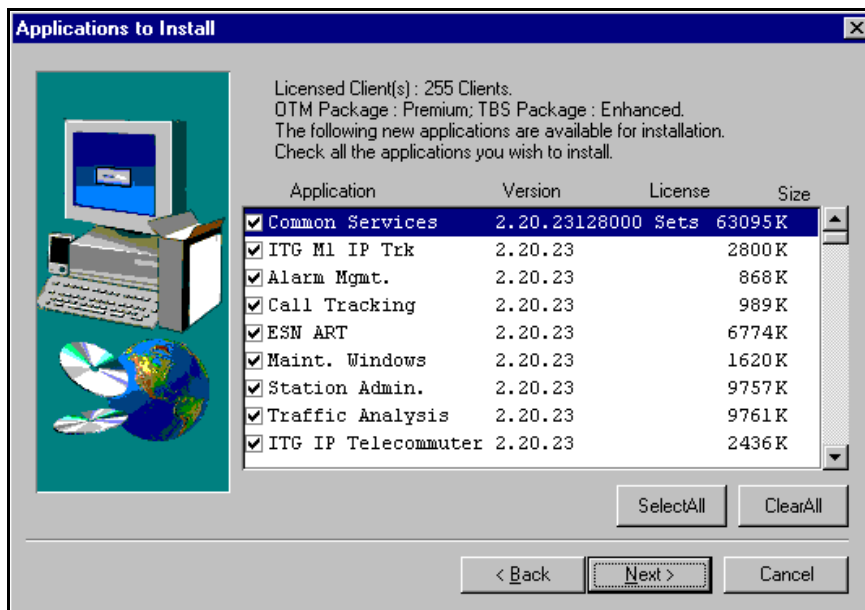 Applications to Install
Licensed Client(s) : 255 Clients.
OTM Package : Premium; TBS Package : Enhanced.
The following new applications are available for installation.
Check all the applications you wish to install.
Application Version License Size
Common Services 2.20.23128000 Sets 63095K
ITG M1 IP Trk 2.20.23 2800K
Alarm Mgmt. 2.20.23 868K
Call Tracking 2.20.23 989K
ESN ART 2.20.23 6774K
Maint. Windows 2.20.23 1620K
Station Admin. 2.20.23 9757K
Traffic Analysis 2.20.23 9761K
ITG IP Telecommuter 2.20.23 2436K
SelectAll ClearAll
< Back Next > Cancel